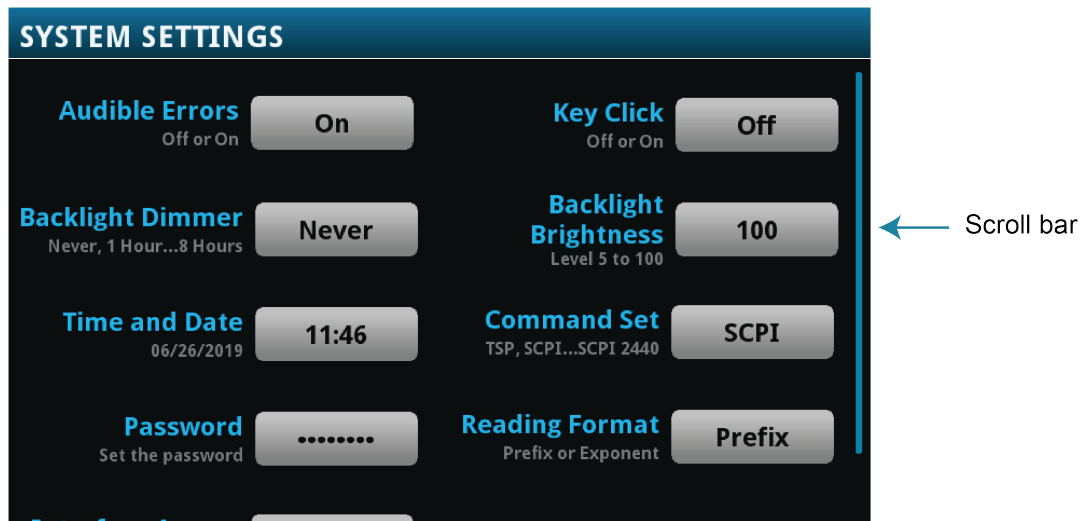 SYSTEM SETTINGS
Audible Errors
Off or On
On
Key Click
Off or On
Off
Backlight Dimmer
Never, 1 Hour...8 Hours
Never
Backlight
Brightness
Level 5 to 100
100
Scroll bar
Time and Date
06/26/2019
11:46
Command Set
TSP, SCPI...SCPI 2440
SCPI
Password
Set the password
••••••••
Reading Format
Prefix or Exponent
Prefix